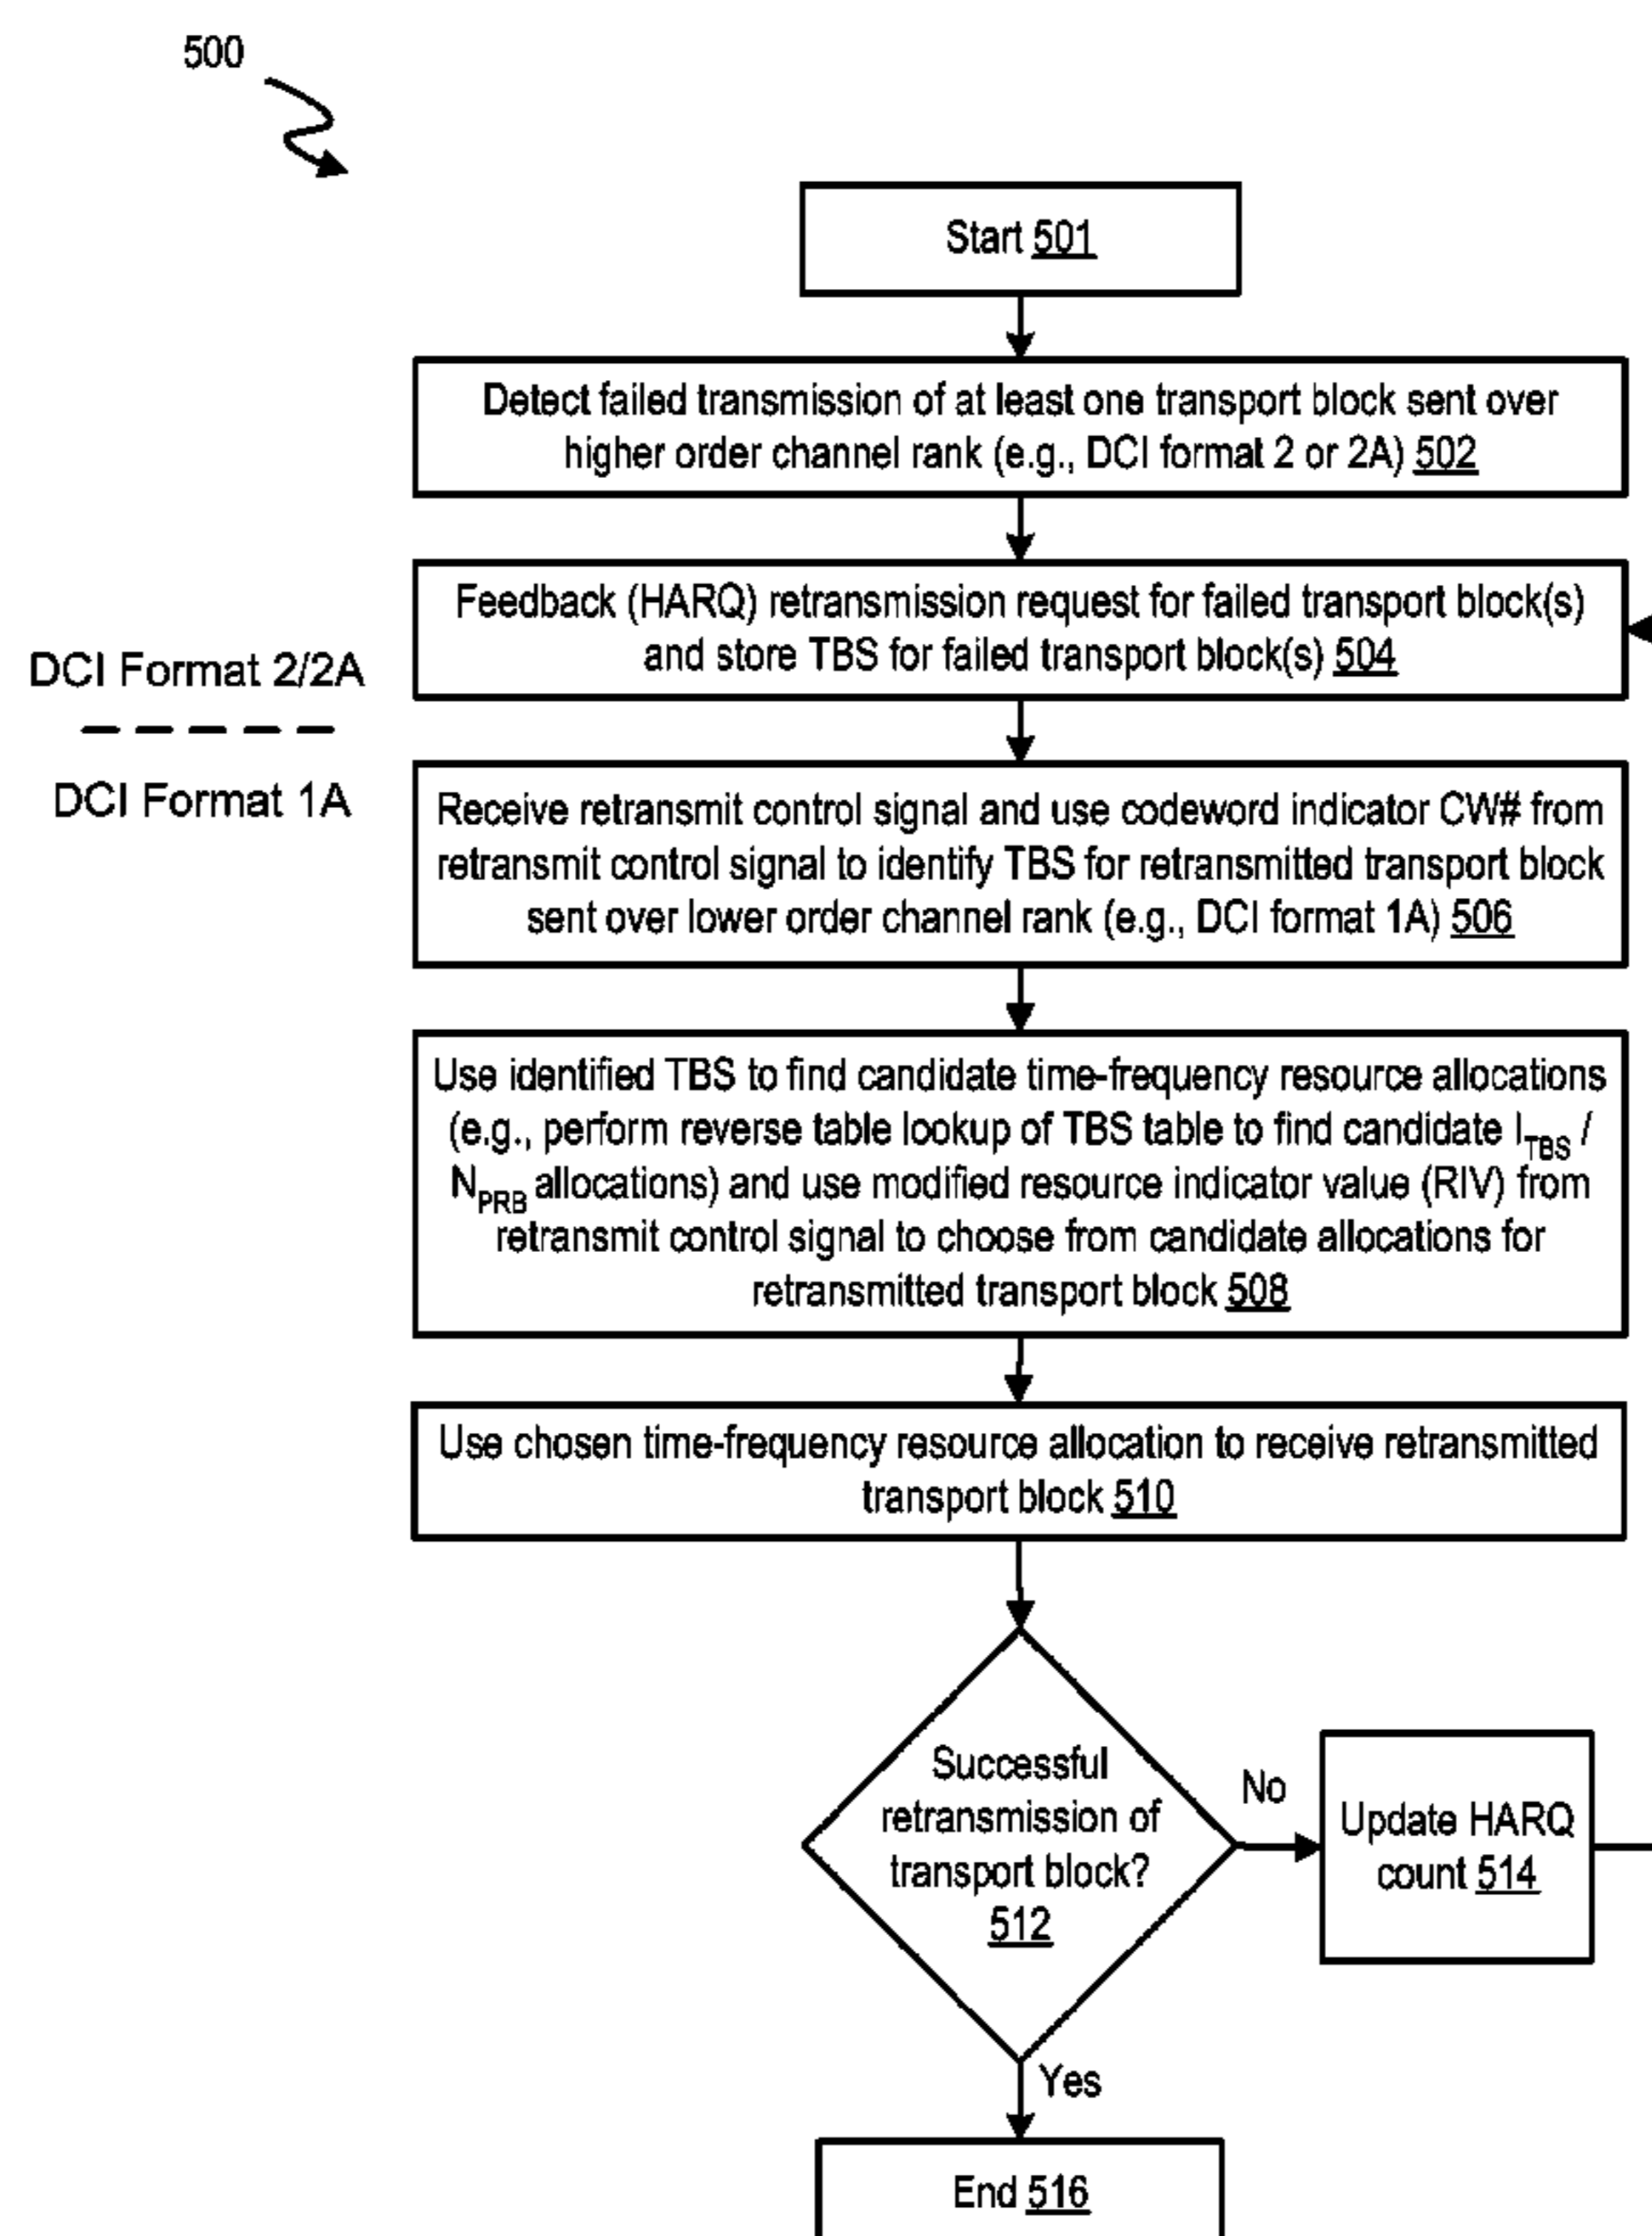 500
Start 501
Detect failed transmission of at least one transport block sent over
higher order channel rank (e.g., DCI format 2 or 2A) 502
Feedback (HARQ) retransmission request for failed transport block(s)
and store TBS for failed transport block(s) 504
DCI Format 2/2A
DCI Format 1A
Receive retransmit control signal and use codeword indicator CW# from
retransmit control signal to identify TBS for retransmitted transport block
sent over lower order channel rank (e.g., DCI format 1A) 506
Use identified TBS to find candidate time-frequency resource allocations
(e.g., perform reverse table lookup of TBS table to find candidate I_TBS /
N_PRB allocations) and use modified resource indicator value (RIV) from
retransmit control signal to choose from candidate allocations for
retransmitted transport block 508
Use chosen time-frequency resource allocation to receive retransmitted
transport block 510
Successful
retransmission of
transport block?
512
No
Update HARQ
count 514
Yes
End 516